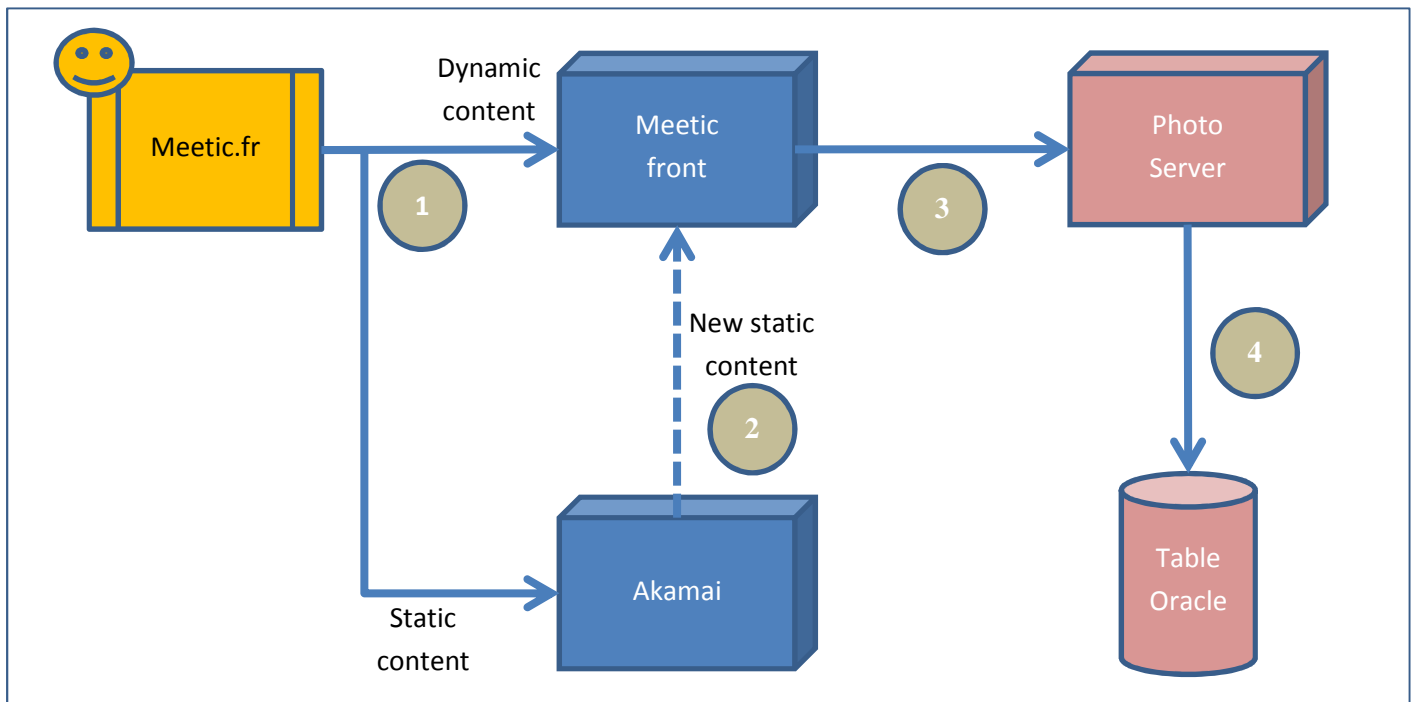 Meetic.fr
Dynamic
content
1
Meetic
front
3
Photo
Server
New static
content
2
4
Static
content
Akamai
Table
Oracle